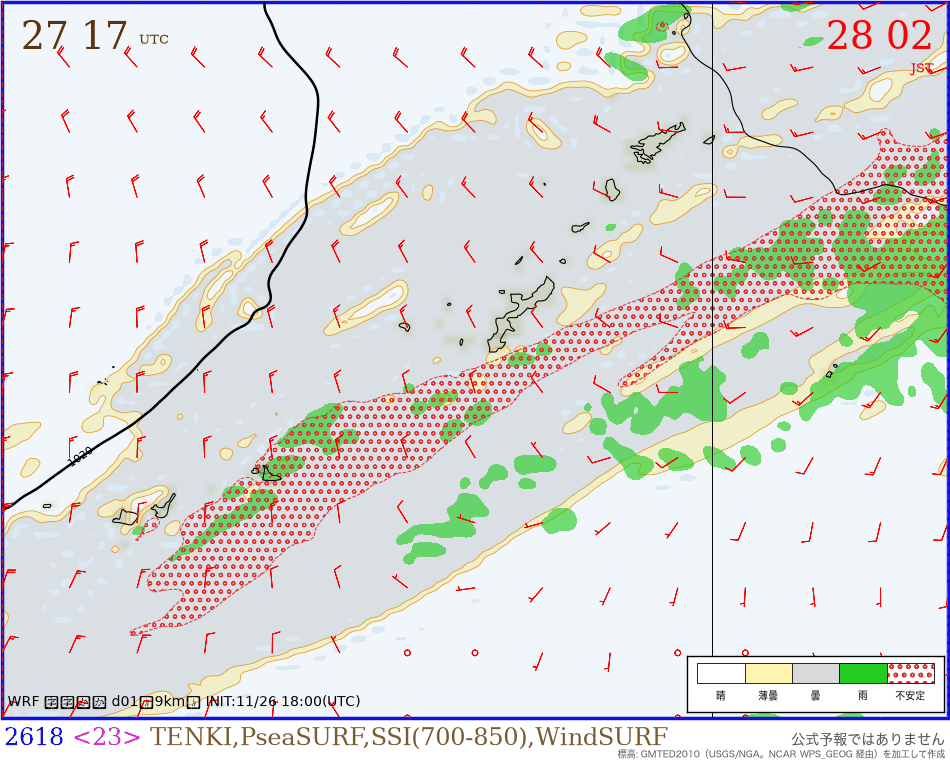 27 17 UTC
28 02
JST
1020
WRF d01 9km INIT:11/26 18:00(UTC)
晴 薄曇 曇 雨 不安定
2618 <23> TENKI,PseaSURF,SSI(700-850),WindSURF
公式予報ではありません
標高: GMTED2010（USGS/NGA。NCAR WPS_GEOG 経由）を加工して作成